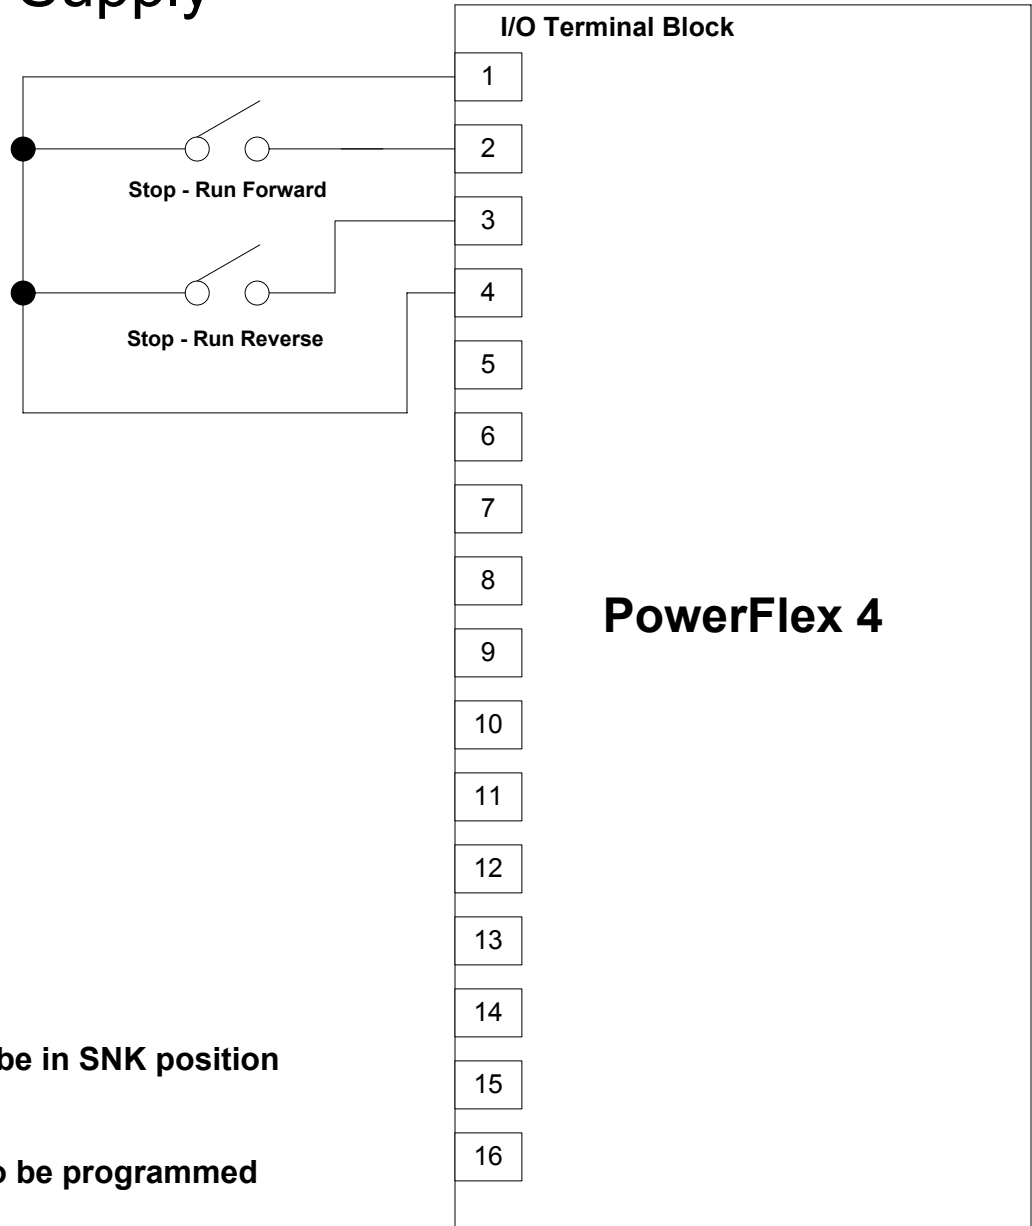 Supply
I/O Terminal Block
1
2
Stop - Run Forward
3
4
Stop - Run Reverse
5
6
7
8
PowerFlex 4
9
10
11
12
13
14
be in SNK position
15
16
be programmed